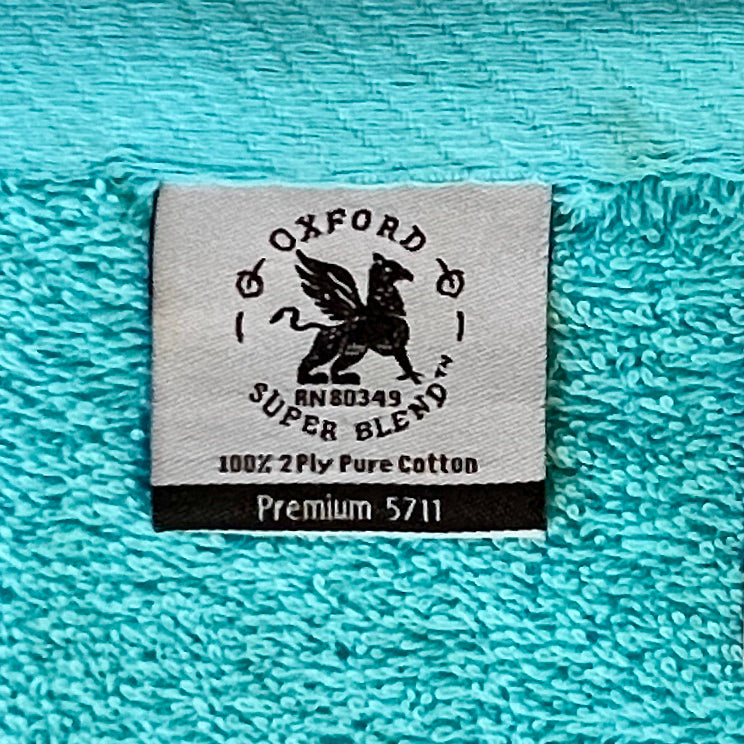 OXFORD
RN 80349
SUPER BLEND™
100% 2 Ply Pure Cotton
Premium 5711